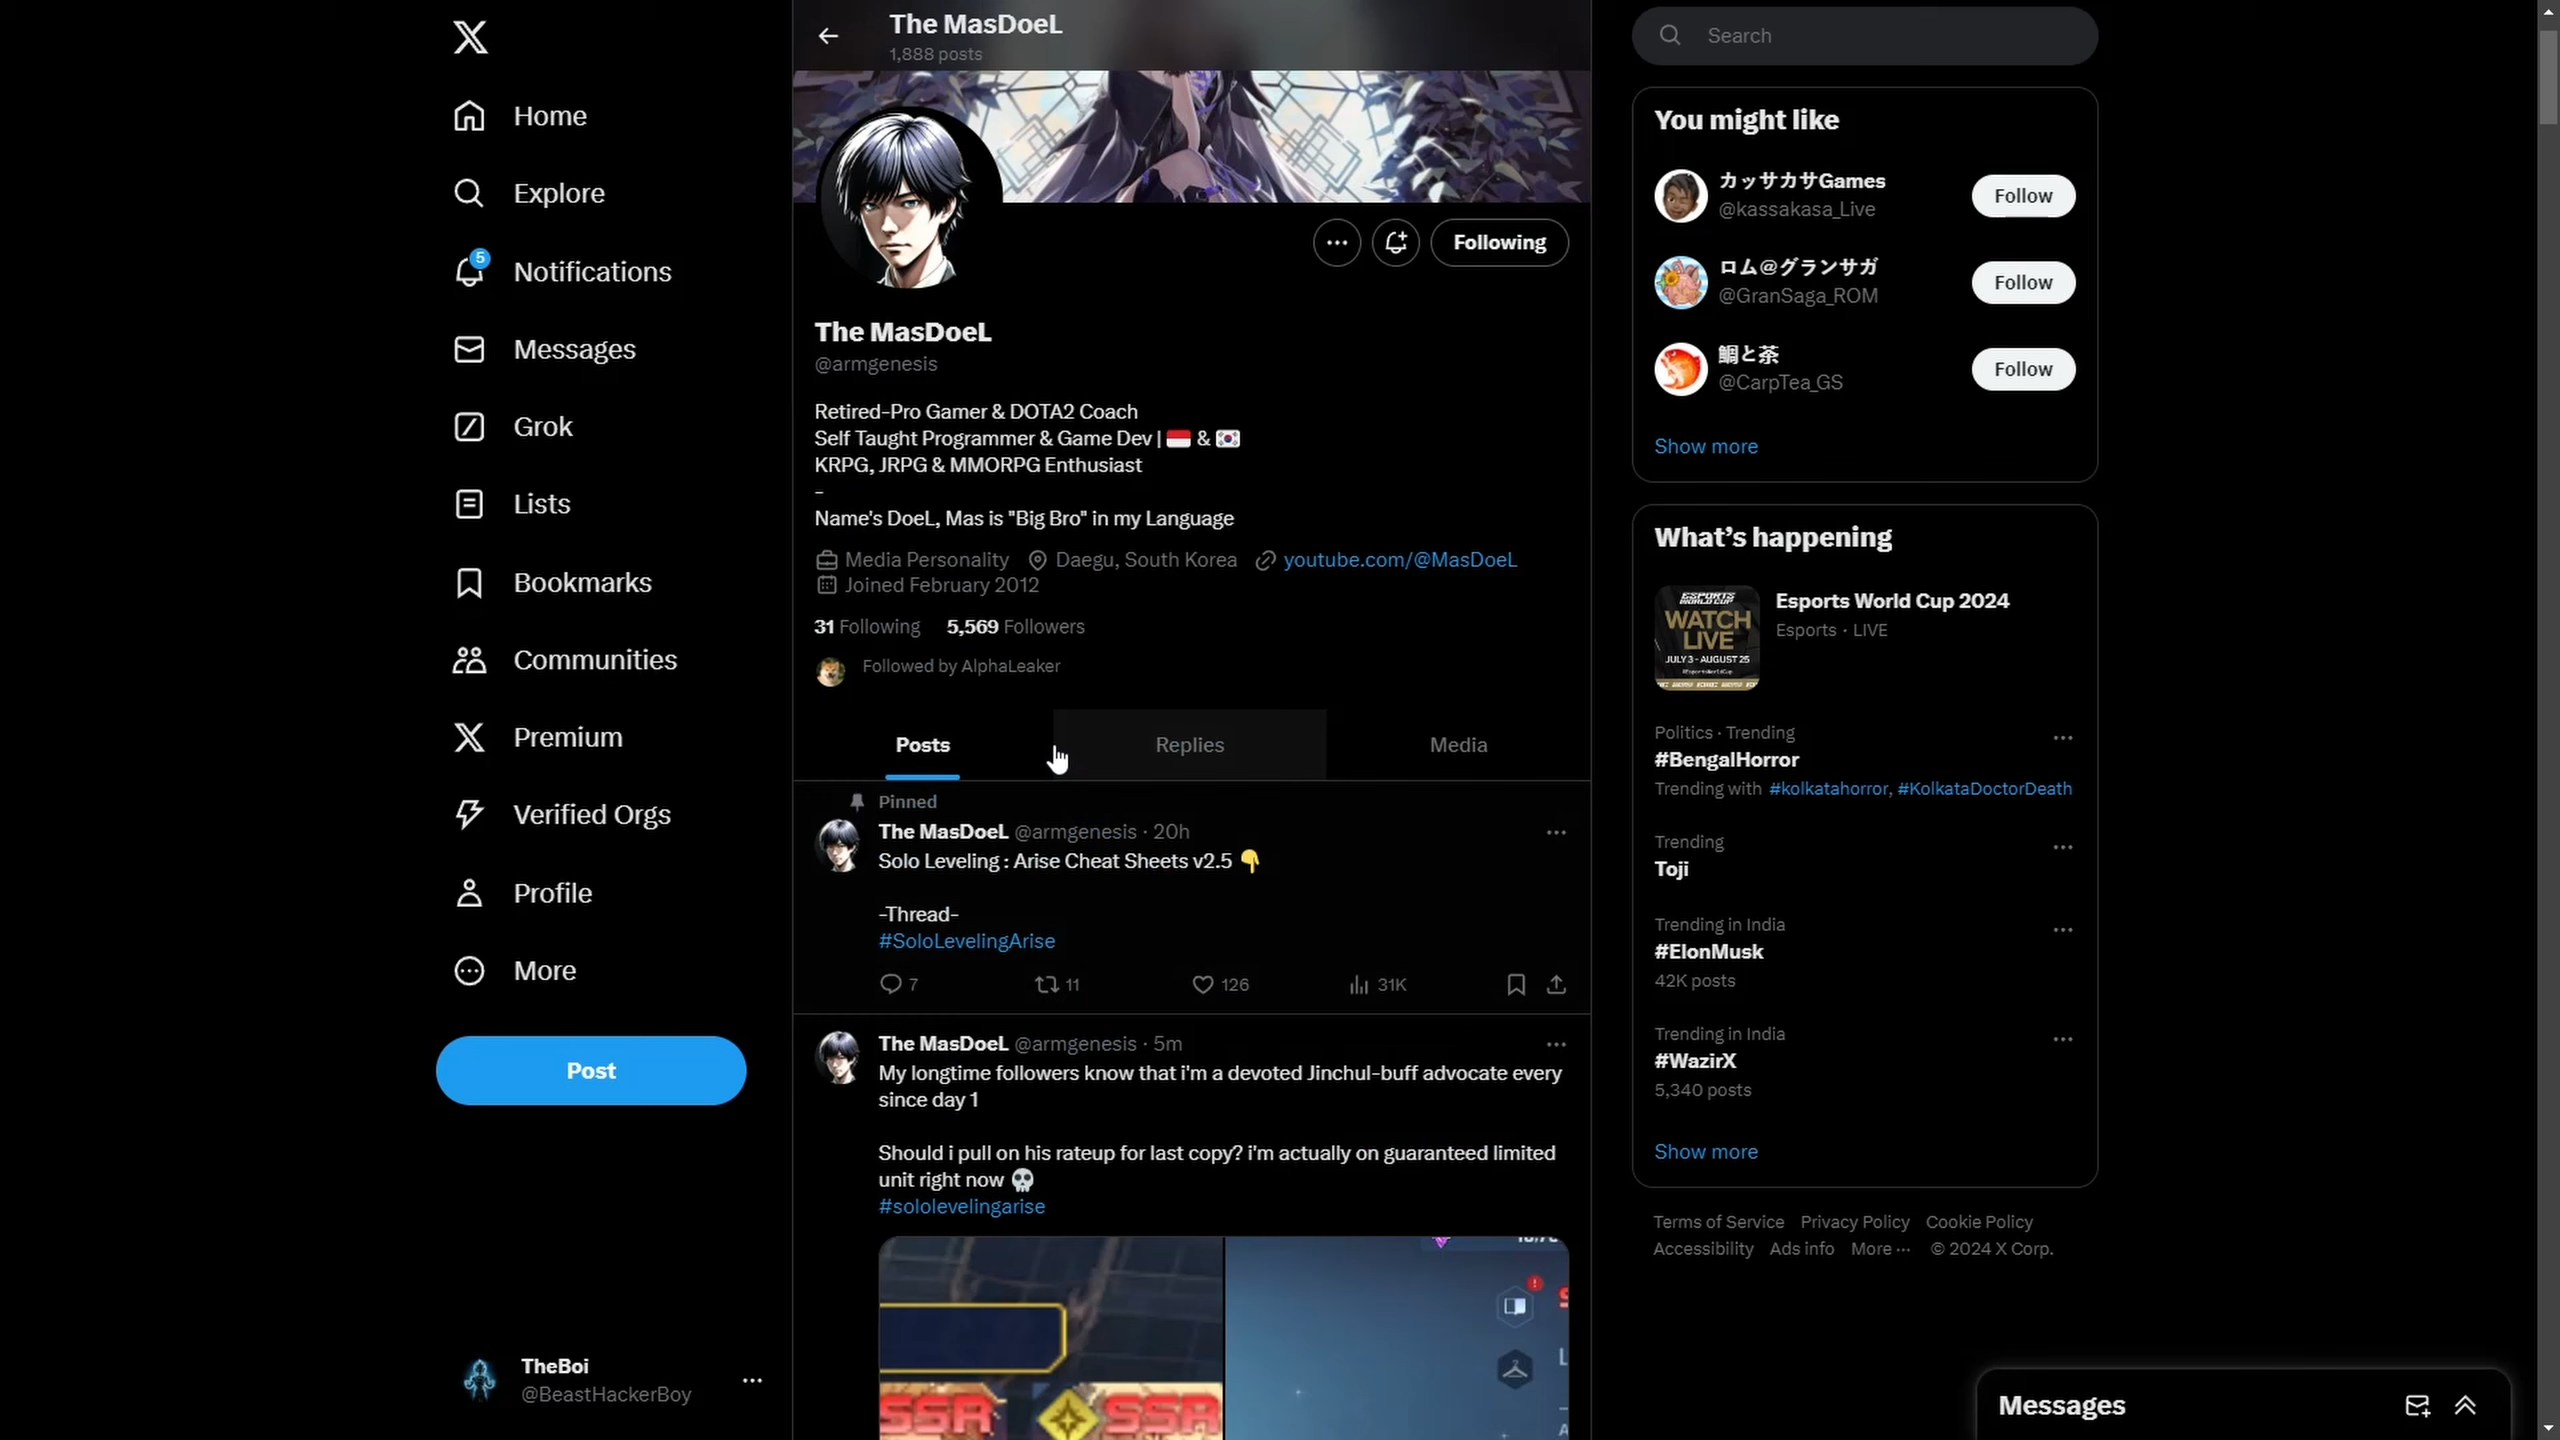 Home
Explore
5
Notifications
Messages
Grok
Lists
Bookmarks
Communities
Premium
Verified Orgs
Profile
More
Post
TheBoi
@BeastHackerBoy
The MasDoeL
1,888 posts
Following
The MasDoeL
@armgenesis
Retired-Pro Gamer & DOTA2 Coach
Self Taught Programmer & Game Dev | 🇮🇩 & 🇰🇷
KRPG, JRPG & MMORPG Enthusiast
-
Name's DoeL, Mas is "Big Bro" in my Language
Media Personality Daegu, South Korea youtube.com/@MasDoeL
Joined February 2012
31 Following 5,569 Followers
Followed by AlphaLeaker
Posts Replies Media
Pinned
The MasDoeL @armgenesis · 20h
Solo Leveling : Arise Cheat Sheets v2.5 👇
-Thread-
#SoloLevelingArise
7 11 126 31K
The MasDoeL @armgenesis · 5m
My longtime followers know that i'm a devoted Jinchul-buff advocate every
since day 1
Should i pull on his rateup for last copy? i'm actually on guaranteed limited
unit right now 💀
#sololevelingarise
SSR SSR
Search
You might like
カッサカサGames
@kassakasa_Live
Follow
ロム@グランサガ
@GranSaga_ROM
Follow
鯛と茶
@CarpTea_GS
Follow
Show more
What's happening
ESPORTS
WORLD CUP
WATCH
LIVE
JULY 3 - AUGUST 25
Esports World Cup 2024
Esports · LIVE
Politics · Trending
#BengalHorror
Trending with #kolkatahorror, #KolkataDoctorDeath
Trending
Toji
Trending in India
#ElonMusk
42K posts
Trending in India
#WazirX
5,340 posts
Show more
Terms of Service Privacy Policy Cookie Policy
Accessibility Ads info More ··· © 2024 X Corp.
Messages